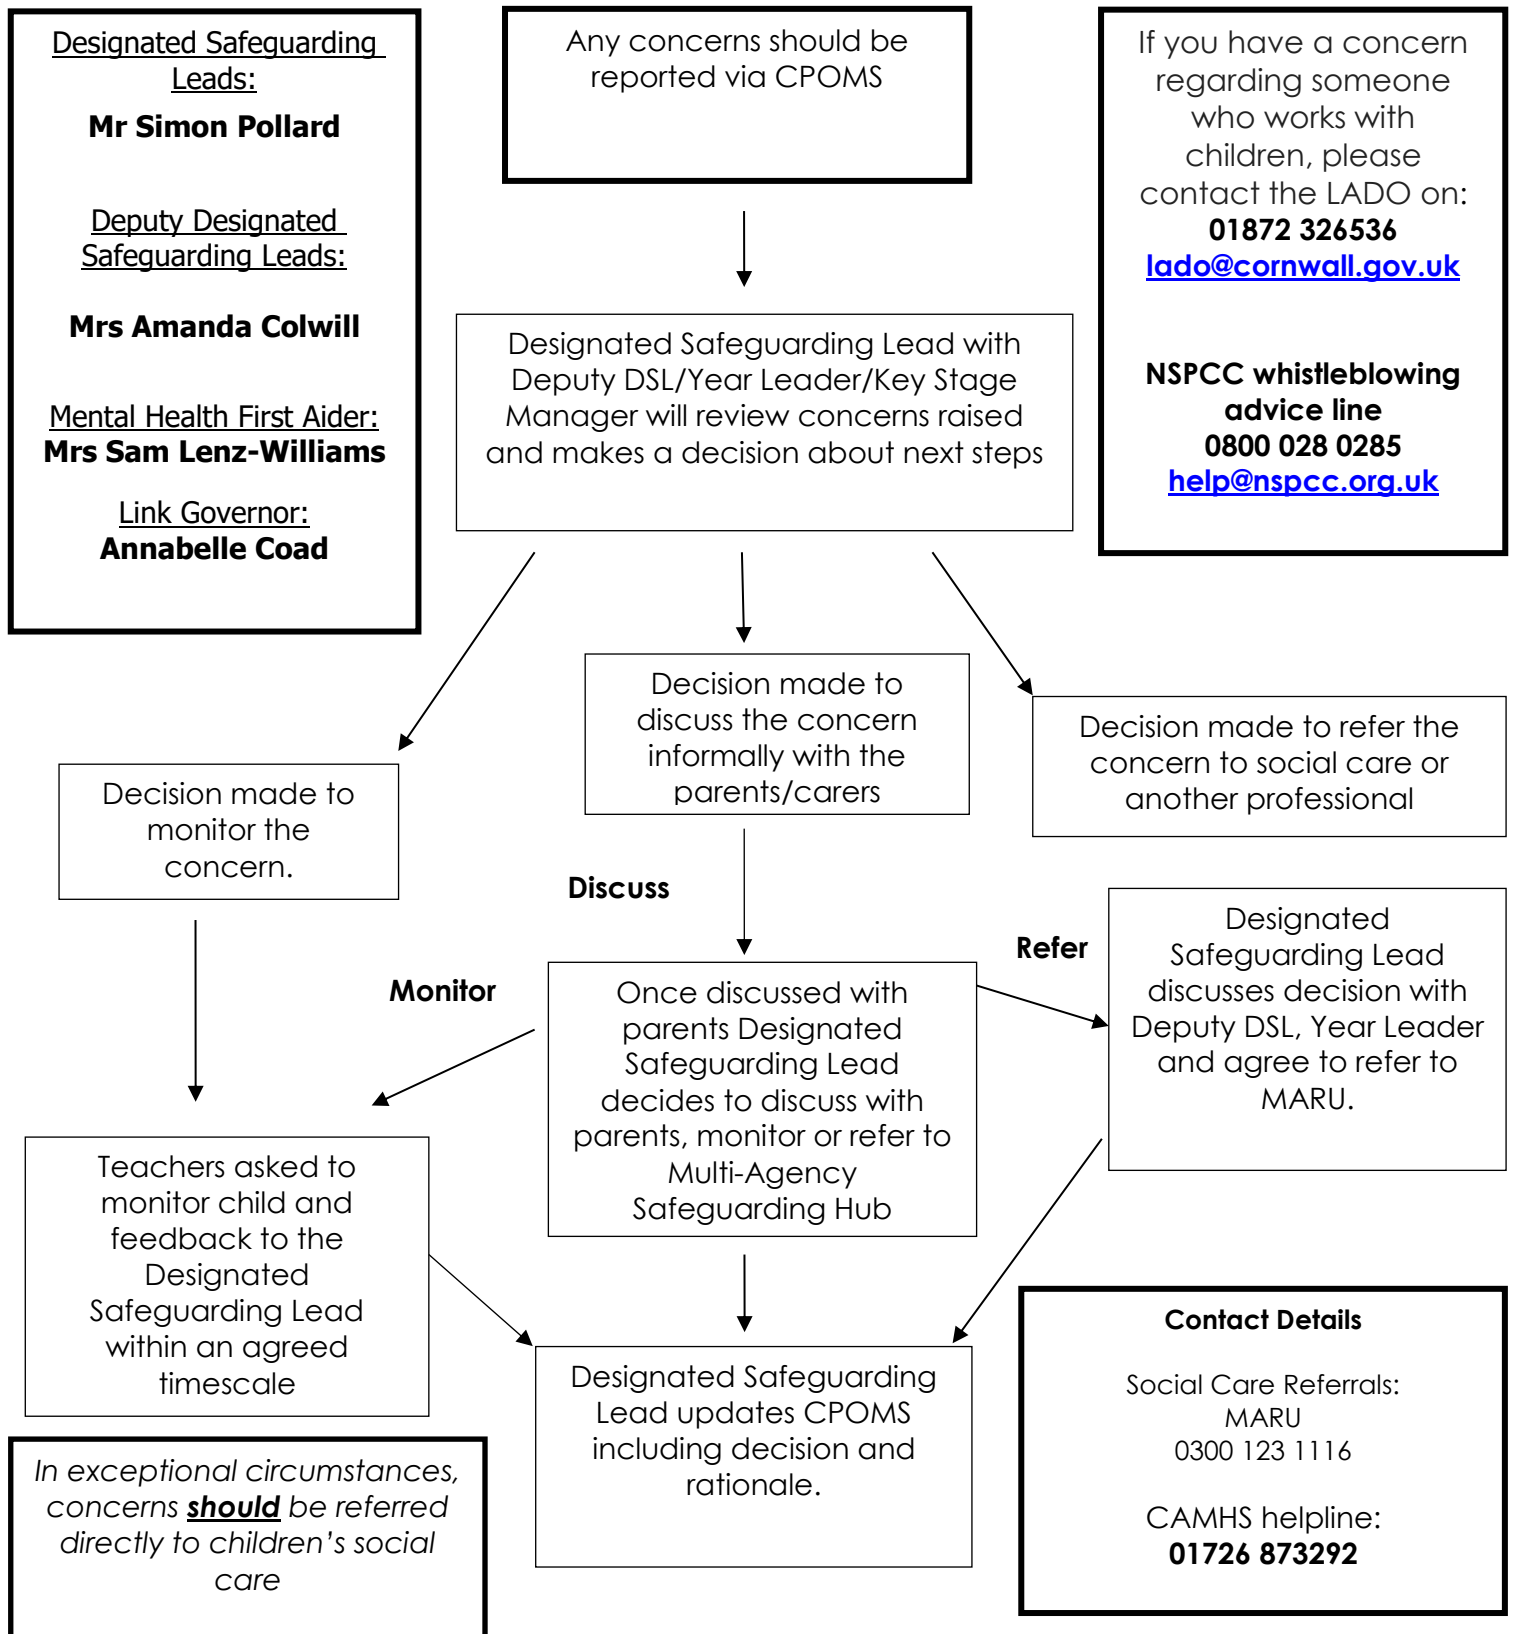 Designated Safeguarding
Leads:
Mr Simon Pollard
Deputy Designated
Safeguarding Leads:
Mrs Amanda Colwill
Mental Health First Aider:
Mrs Sam Lenz-Williams
Link Governor:
Annabelle Coad
Any concerns should be
reported via CPOMS
If you have a concern
regarding someone
who works with
children, please
contact the LADO on:
01872 326536
lado@cornwall.gov.uk
NSPCC whistleblowing
advice line
0800 028 0285
help@nspcc.org.uk
Designated Safeguarding Lead with
Deputy DSL/Year Leader/Key Stage
Manager will review concerns raised
and makes a decision about next steps
Decision made to
monitor the
concern.
Decision made to
discuss the concern
informally with the
parents/carers
Decision made to refer the
concern to social care or
another professional
Discuss
Monitor
Refer
Once discussed with
parents Designated
Safeguarding Lead
decides to discuss with
parents, monitor or refer to
Multi-Agency
Safeguarding Hub
Designated
Safeguarding Lead
discusses decision with
Deputy DSL, Year Leader
and agree to refer to
MARU.
Teachers asked to
monitor child and
feedback to the
Designated
Safeguarding Lead
within an agreed
timescale
Designated Safeguarding
Lead updates CPOMS
including decision and
rationale.
Contact Details
Social Care Referrals:
MARU
0300 123 1116
CAMHS helpline:
01726 873292
In exceptional circumstances,
concerns should be referred
directly to children’s social
care